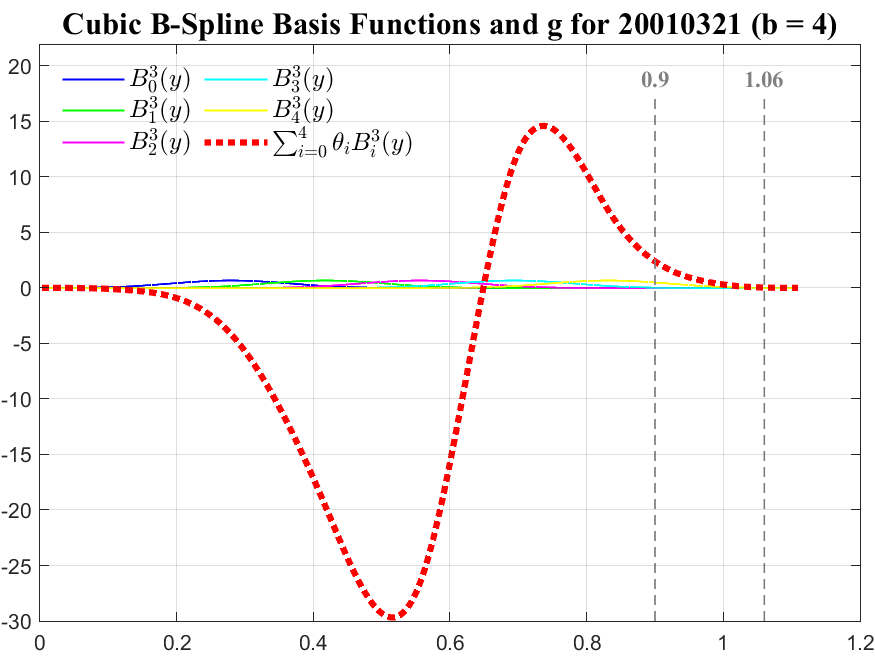 Cubic B-Spline Basis Functions and g for 20010321 (b = 4)
20
15
10
5
0
-5
-10
-15
-20
-25
-30
B_0^3(y)
B_1^3(y)
B_2^3(y)
B_3^3(y)
B_4^3(y)
∑_{i=0}^4 θ_i B_i^3(y)
0.9
1.06
0
0.2
0.4
0.6
0.8
1
1.2